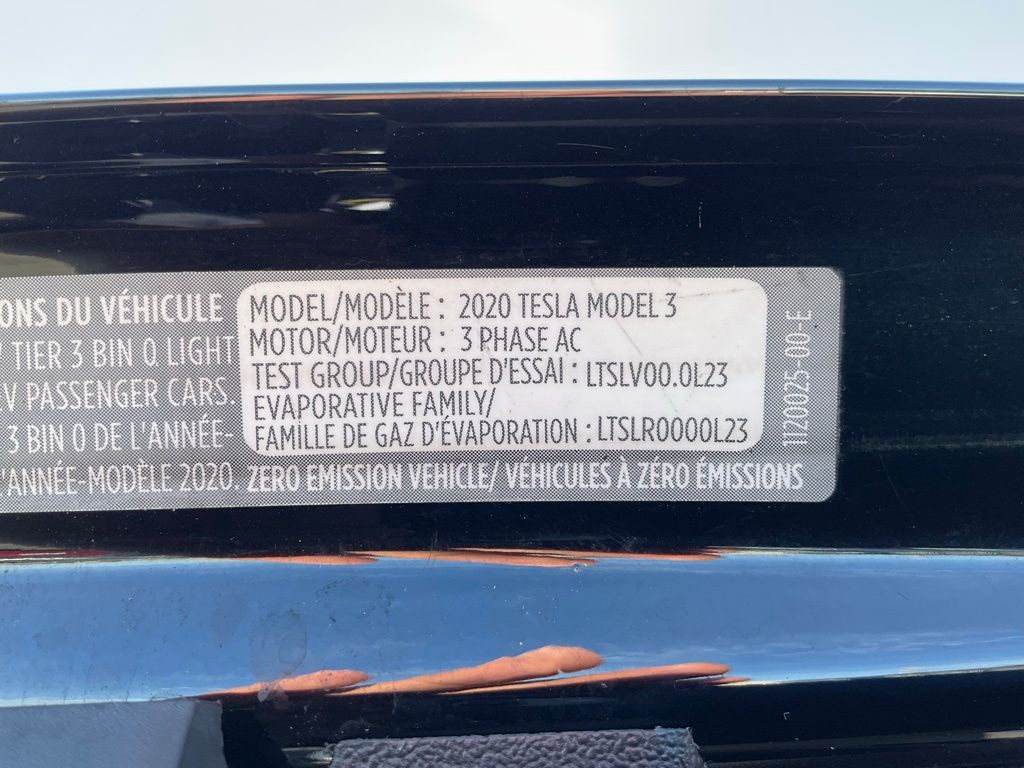 ONS DU VÉHICULE
TIER 3 BIN 0 LIGHT
V PASSENGER CARS.
3 BIN 0 DE L'ANNÉE-
'ANNÉE-MODÈLE 2020.
MODEL/MODÈLE : 2020 TESLA MODEL 3
MOTOR/MOTEUR : 3 PHASE AC
TEST GROUP/GROUPE D'ESSAI : LTSLV00.0L23
EVAPORATIVE FAMILY/
FAMILLE DE GAZ D'ÉVAPORATION : LTSLR0000L23
ZERO EMISSION VEHICLE/ VÉHICULES À ZÉRO ÉMISSIONS
1120025-00-E